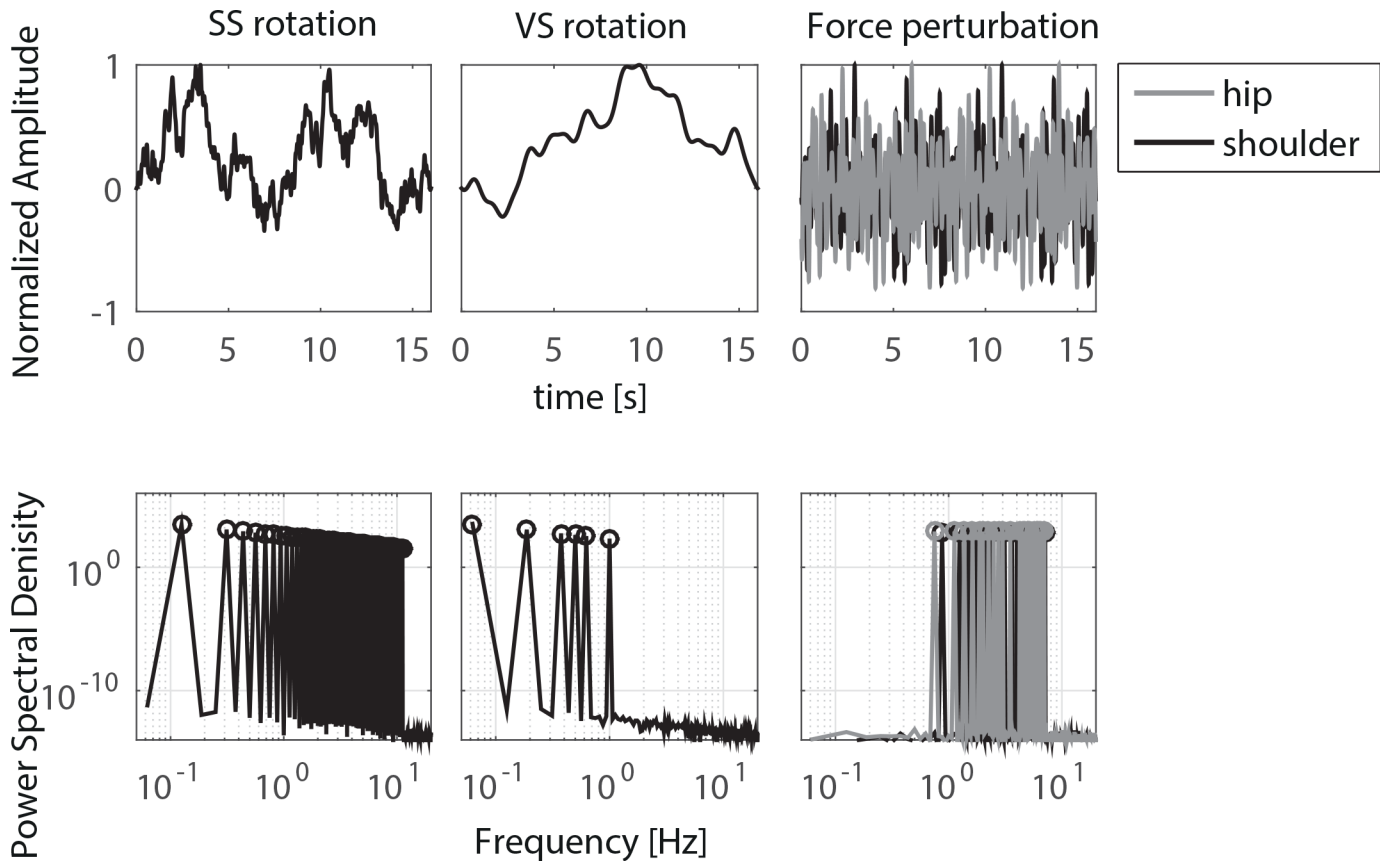 SS rotation
VS rotation
Force perturbation
Normalized Amplitude
1
0
-1
hip
shoulder
0 5 10 15
0 5 10 15
0 5 10 15
time [s]
Power Spectral Denisity
10^0
10^-10
10^-1 10^0 10^1
10^-1 10^0 10^1
10^-1 10^0 10^1
Frequency [Hz]